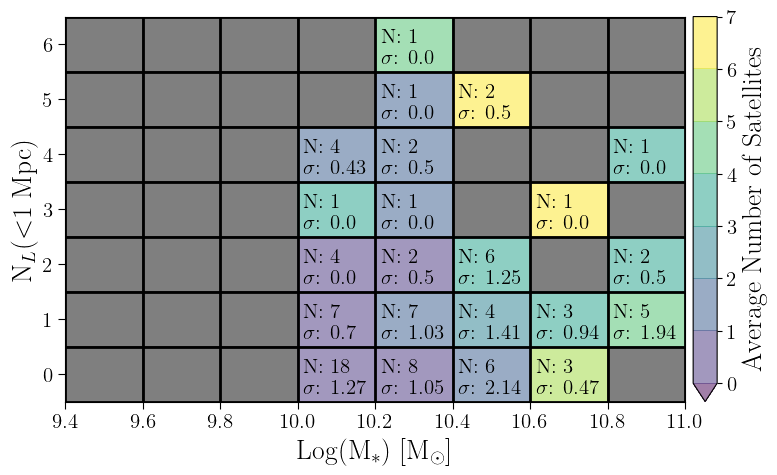 6 N: 1 7
σ: 0.0
5 N: 1 N: 2 6
σ: 0.0 σ: 0.5
4 N: 4 N: 2 N: 1 5
σ: 0.43 σ: 0.5 σ: 0.0
3 N: 1 N: 1 N: 1 4
σ: 0.0 σ: 0.0 σ: 0.0
2 N: 4 N: 2 N: 6 N: 2 3
σ: 0.0 σ: 0.5 σ: 1.25 σ: 0.5
1 N: 7 N: 7 N: 4 N: 3 N: 5 2
σ: 0.7 σ: 1.03 σ: 1.41 σ: 0.94 σ: 1.94 1
0 N: 18 N: 8 N: 6 N: 3 0
σ: 1.27 σ: 1.05 σ: 2.14 σ: 0.47
9.4 9.6 9.8 10.0 10.2 10.4 10.6 10.8 11.0
Log(M*) [M⊙]
N_L(<1 Mpc)
Average Number of Satellites